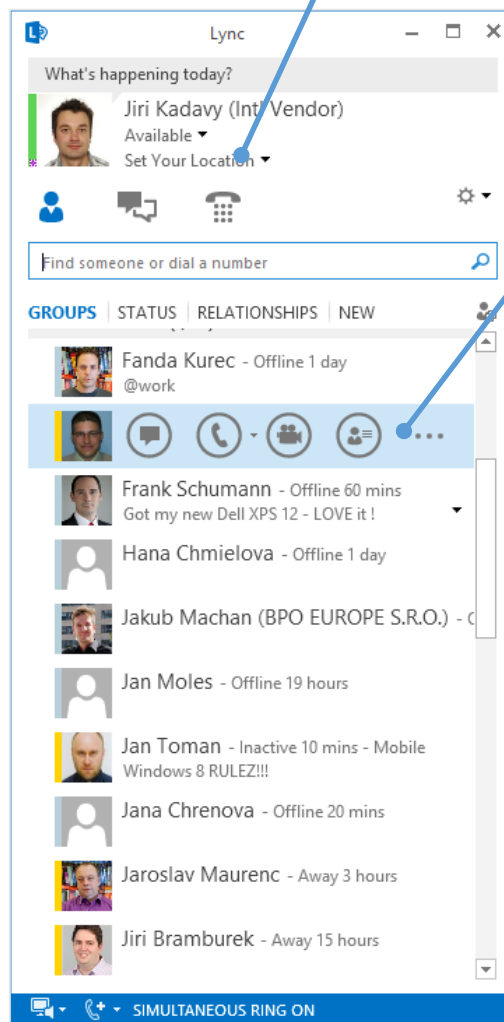 Lync
What's happening today?
Jiri Kadavy (Intl Vendor)
Available
Set Your Location
Find someone or dial a number
GROUPS STATUS RELATIONSHIPS NEW
Fanda Kurec - Offline 1 day
@work
Frank Schumann - Offline 60 mins
Got my new Dell XPS 12 - LOVE it !
Hana Chmielova - Offline 1 day
Jakub Machan (BPO EUROPE S.R.O.) -
Jan Moles - Offline 19 hours
Jan Toman - Inactive 10 mins - Mobile
Windows 8 RULEZ!!!
Jana Chrenova - Offline 20 mins
Jaroslav Maurenc - Away 3 hours
Jiri Bramburek - Away 15 hours
SIMULTANEOUS RING ON